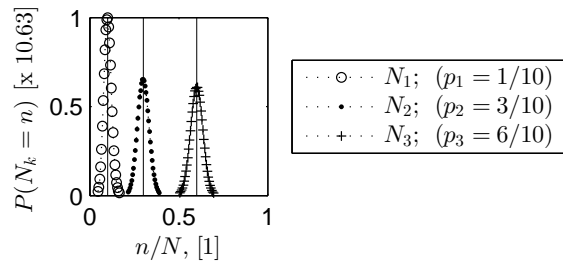 P(N_k = n) [x 10.63]
1
0.5
0
0 0.5 1
n/N, [1]
N_1; (p_1 = 1/10)
N_2; (p_2 = 3/10)
N_3; (p_3 = 6/10)